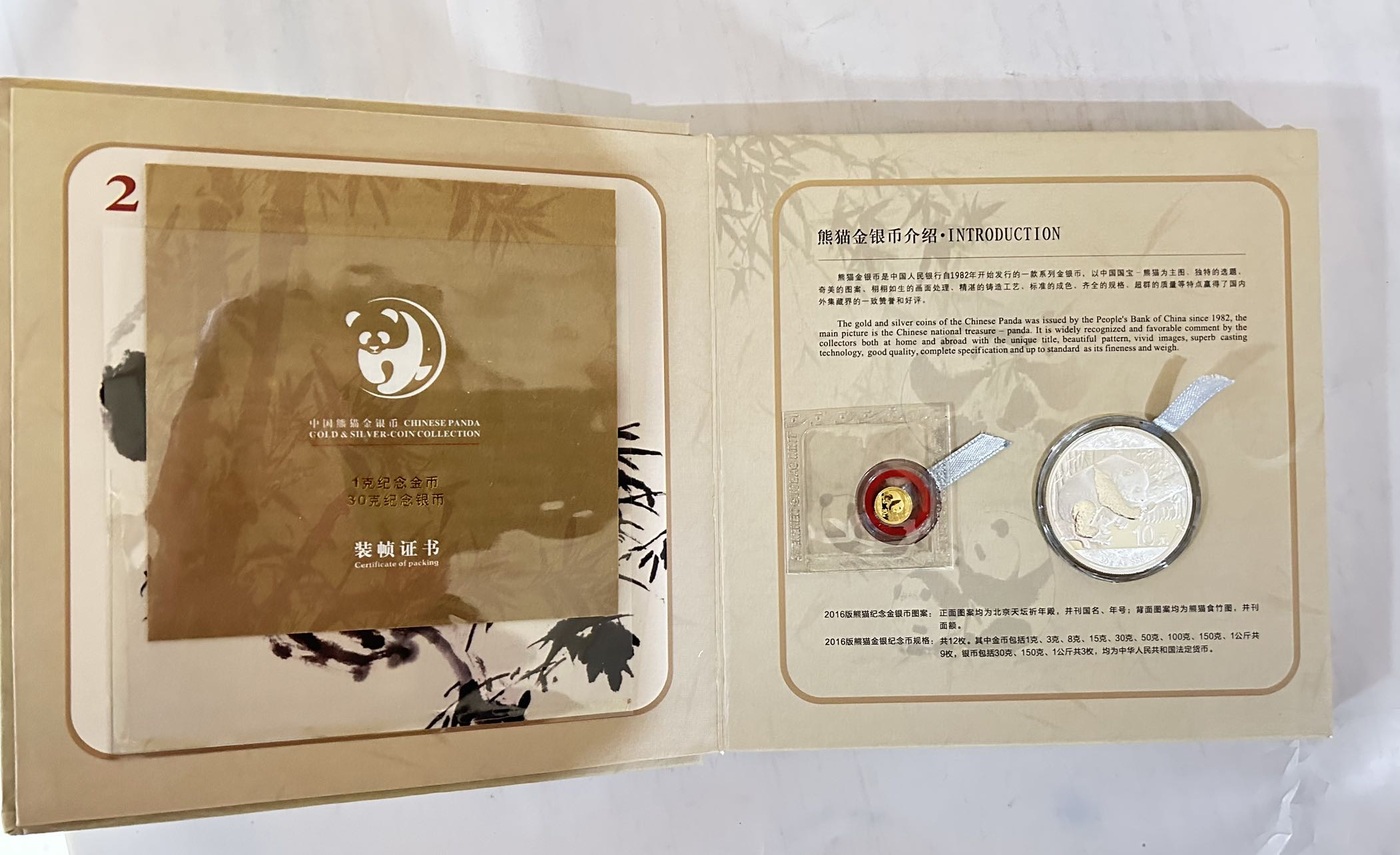 2
中国熊猫金银币 CHINESE PANDA
GOLD & SILVER-COIN COLLECTION
1克纪念金币
30克纪念银币
装帧证书
Certificate of packing
熊猫金银币介绍·INTRODUCTION
熊猫金银币是中国人民银行自1982年开始发行的一款系列金银币，以中国国宝－熊猫为主图，独特的选题、
奇美的图案、栩栩如生的画面处理、精湛的铸造工艺、标准的成色、齐全的规格、超群的质量等特点赢得了国内
外集藏界的一致赞誉和好评。
The gold and silver coins of the Chinese Panda was issued by the People's Bank of China since 1982, the
main picture is the Chinese national treasure – panda. It is widely recognized and favorable comment by the
collectors both at home and abroad with the unique title, beautiful pattern, vivid images, superb casting
technology, good quality, complete specification and up to standard as its fineness and weigh.
10元
2016版熊猫纪念金银币图案：正面图案均为北京天坛祈年殿，并刊国名、年号；背面图案均为熊猫食竹图，并刊
面额。
2016版熊猫金银纪念币规格：共12枚。其中金币包括1克、3克、8克、15克、30克、50克、100克、150克、1公斤共
9枚，银币包括30克、150克、1公斤共3枚，均为中华人民共和国法定货币。